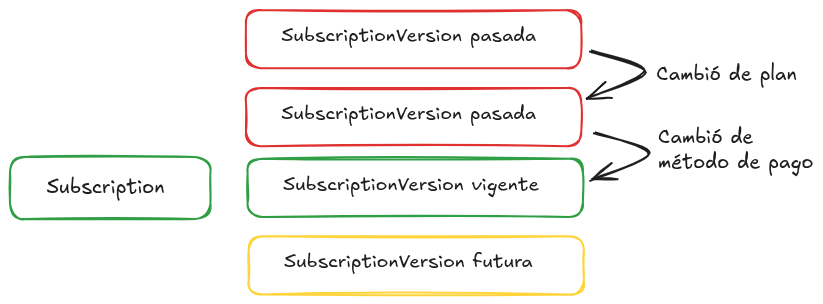 SubscriptionVersion pasada
Cambió de plan
SubscriptionVersion pasada
Cambió de
método de pago
Subscription
SubscriptionVersion vigente
SubscriptionVersion futura